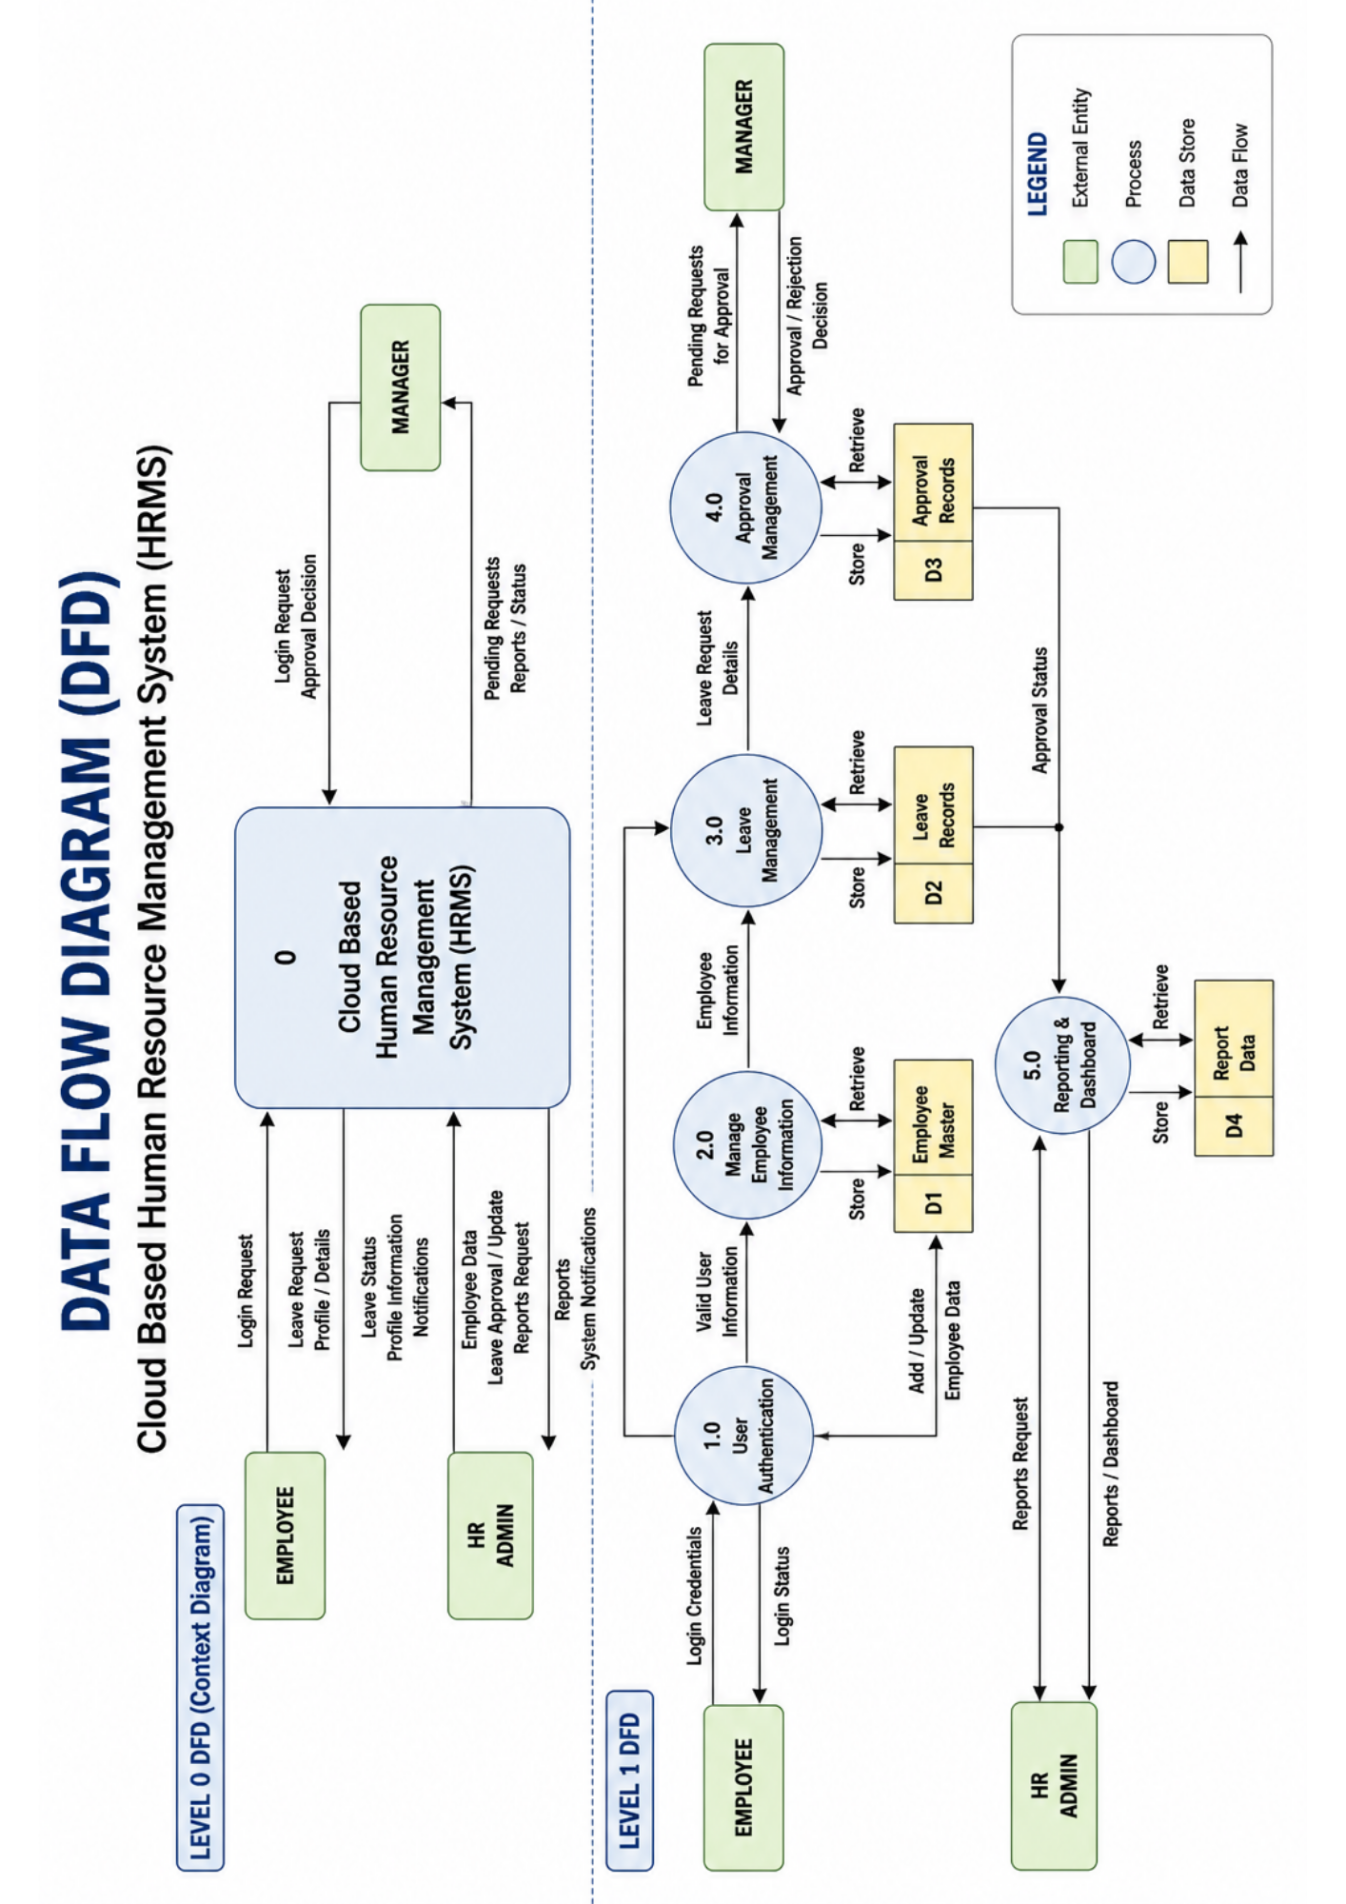 DATA FLOW DIAGRAM (DFD)
Cloud Based Human Resource Management System (HRMS)
LEVEL 0 DFD (Context Diagram)
EMPLOYEE
Login Request
Leave Request
Profile / Details
Leave Status
Profile Information
Notifications
HR
ADMIN
Employee Data
Leave Approval / Update
Reports Request
Reports
System Notifications
0
Cloud Based
Human Resource
Management
System (HRMS)
Login Request
Approval Decision
Pending Requests
Reports / Status
MANAGER
LEVEL 1 DFD
EMPLOYEE
Login Credentials
Login Status
1.0
User
Authentication
Valid User
Information
Add / Update
Employee Data
2.0
Manage
Employee
Information
Store
Retrieve
D1
Employee
Master
Employee
Information
3.0
Leave
Management
Store
Retrieve
D2
Leave
Records
Leave Request
Details
4.0
Approval
Management
Store
Retrieve
D3
Approval
Records
Pending Requests
for Approval
Approval / Rejection
Decision
MANAGER
Approval Status
HR
ADMIN
Reports Request
Reports / Dashboard
5.0
Reporting &
Dashboard
Store
Retrieve
D4
Report
Data
LEGEND
External Entity
Process
Data Store
Data Flow